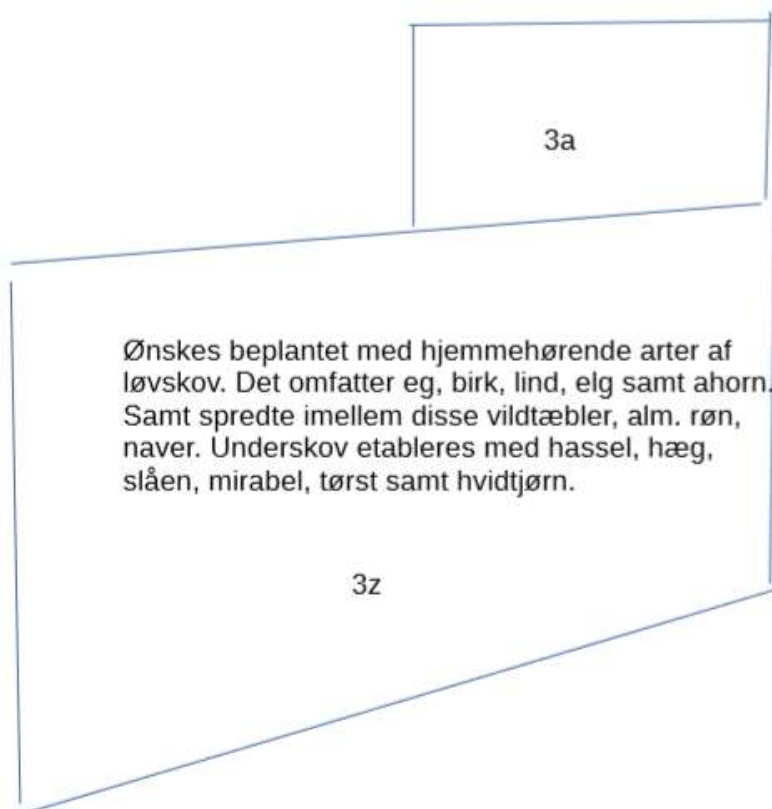 3a
Ønskes beplantet med hjemmehørende arter af
løvskov. Det omfatter eg, birk, lind, elg samt ahorn.
Samt spredte imellem disse vildtæbler, alm. røn,
naver. Underskov etableres med hassel, hæg,
slåen, mirabel, tørst samt hvidtjørn.
3z